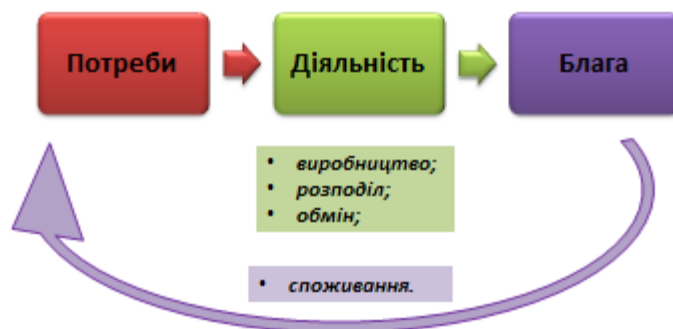 Потреби
Діяльність
Блага
• виробництво;
• розподіл;
• обмін;
• споживання.